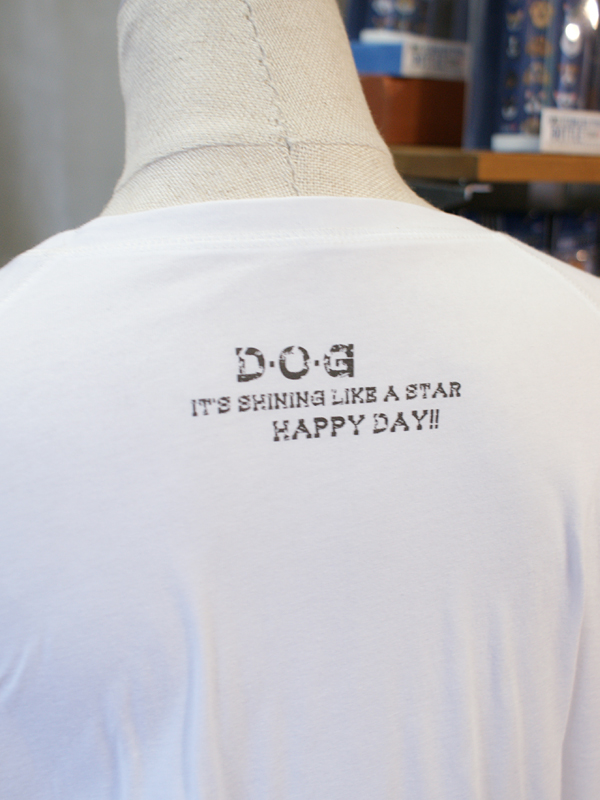 D·O·G
IT'S SHINING LIKE A STAR
HAPPY DAY!!